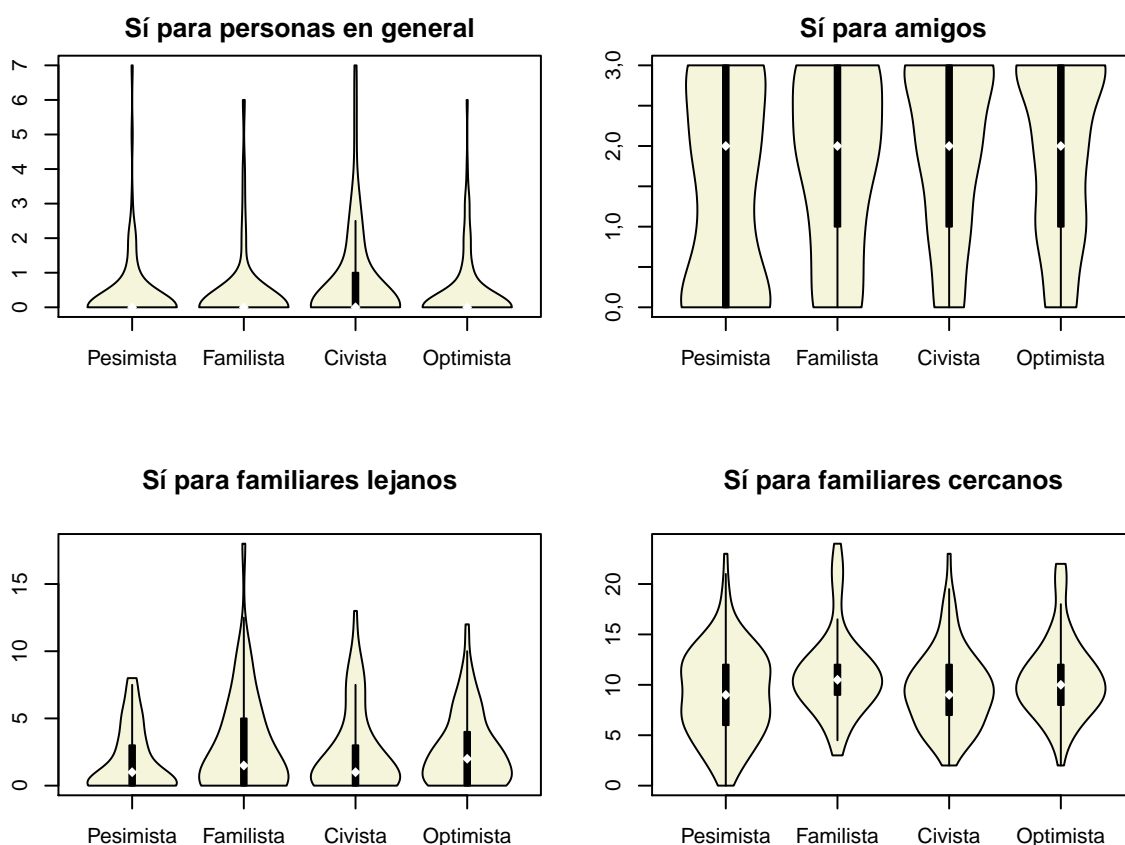 Sí para personas en general
7
6
5
4
3
2
1
0
Pesimista Familista Civista Optimista
Sí para amigos
3,0
2,0
1,0
0,0
Pesimista Familista Civista Optimista
Sí para familiares lejanos
15
10
5
0
Pesimista Familista Civista Optimista
Sí para familiares cercanos
20
15
10
5
0
Pesimista Familista Civista Optimista